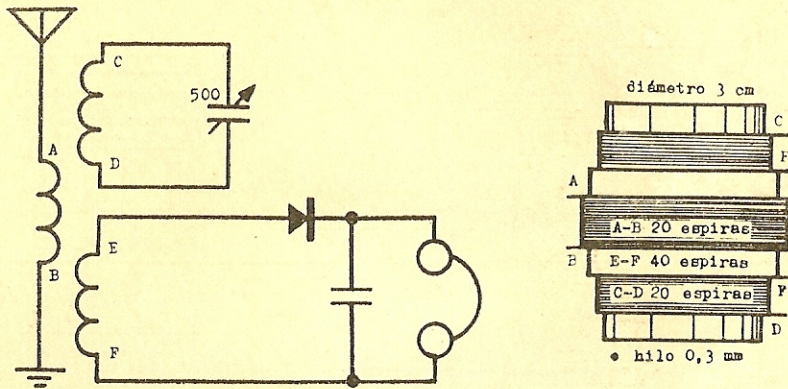 C
500
D
A
B
E
F
diámetro 3 cm
C
A
A-B 20 espiras
B E-F 40 espiras
C-D 20 espiras F
D
• hilo 0,3 mm